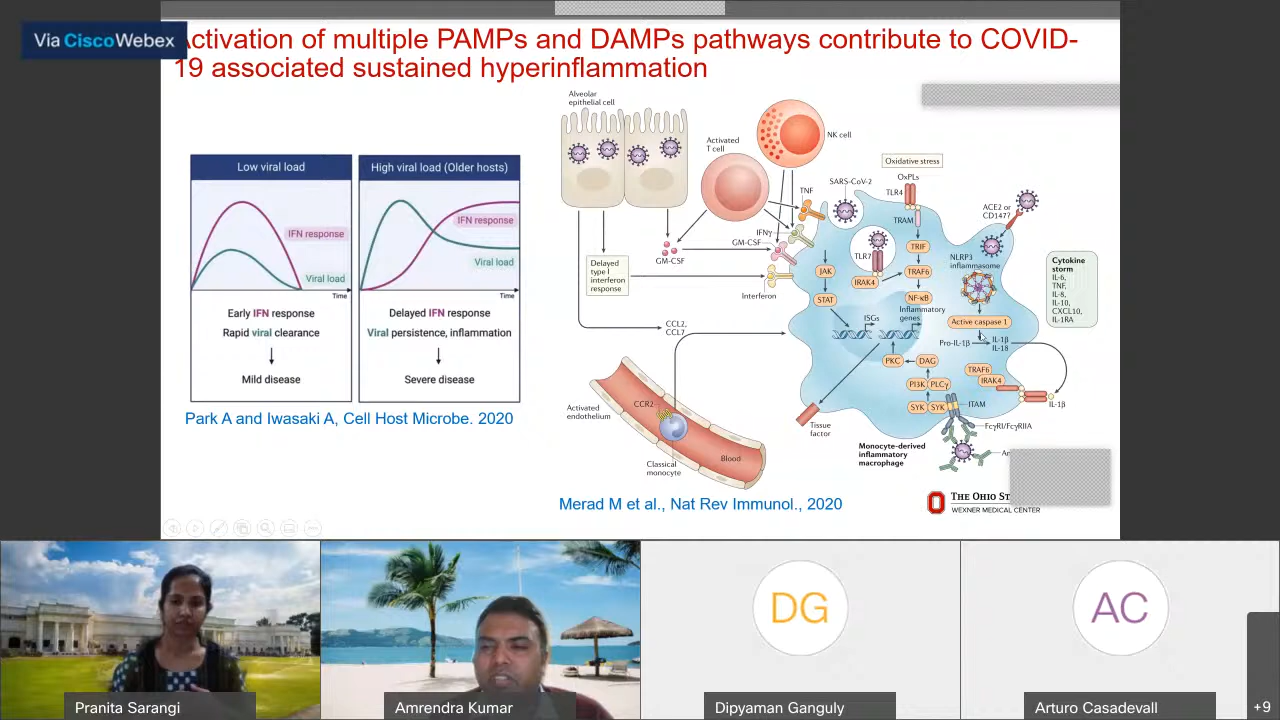 Via CiscoWebex
ctivation of multiple PAMPs and DAMPs pathways contribute to COVID-
19 associated sustained hyperinflammation
Low viral load
IFN response
Viral load
Time
Early IFN response
Rapid viral clearance
Mild disease
High viral load (Older hosts)
IFN response
Viral load
Time
Delayed IFN response
Viral persistence, inflammation
Severe disease
Park A and Iwasaki A, Cell Host Microbe. 2020
Alveolar
epithelial cell
Activated
T cell
NK cell
Oxidative stress
OxPLs
TLR4
SARS-CoV-2
TNF
TRAM
ACE2 or
CD147?
IFNγ
GM-CSF
GM-CSF
TRIF
TLR7
NLRP3
inflammasome
Delayed
type I
interferon
response
JAK
TRAF6
IRAK4
Cytokine
storm
IL-6,
TNF,
IL-8,
IL-10,
CXCL10,
IL-1RA
Interferon
STAT
NF-κB
Inflammatory
genes
ISGs
Active caspase 1
CCL2,
CCL7
Pro-IL-1β
IL-1β
IL-18
PKC
DAG
TRAF6
IRAK4
PI3K
PLCγ
CCR2
SYK
SYK
ITAM
IL-1β
Activated
endothelium
Tissue
factor
FcγRI/FcγRIIA
Monocyte-derived
inflammatory
macrophage
An
Blood
Classical
monocyte
Merad M et al., Nat Rev Immunol., 2020
THE OHIO ST
WEXNER MEDICAL CENTER
DG
AC
Pranita Sarangi
Amrendra Kumar
Dipyaman Ganguly
Arturo Casadevall
+9